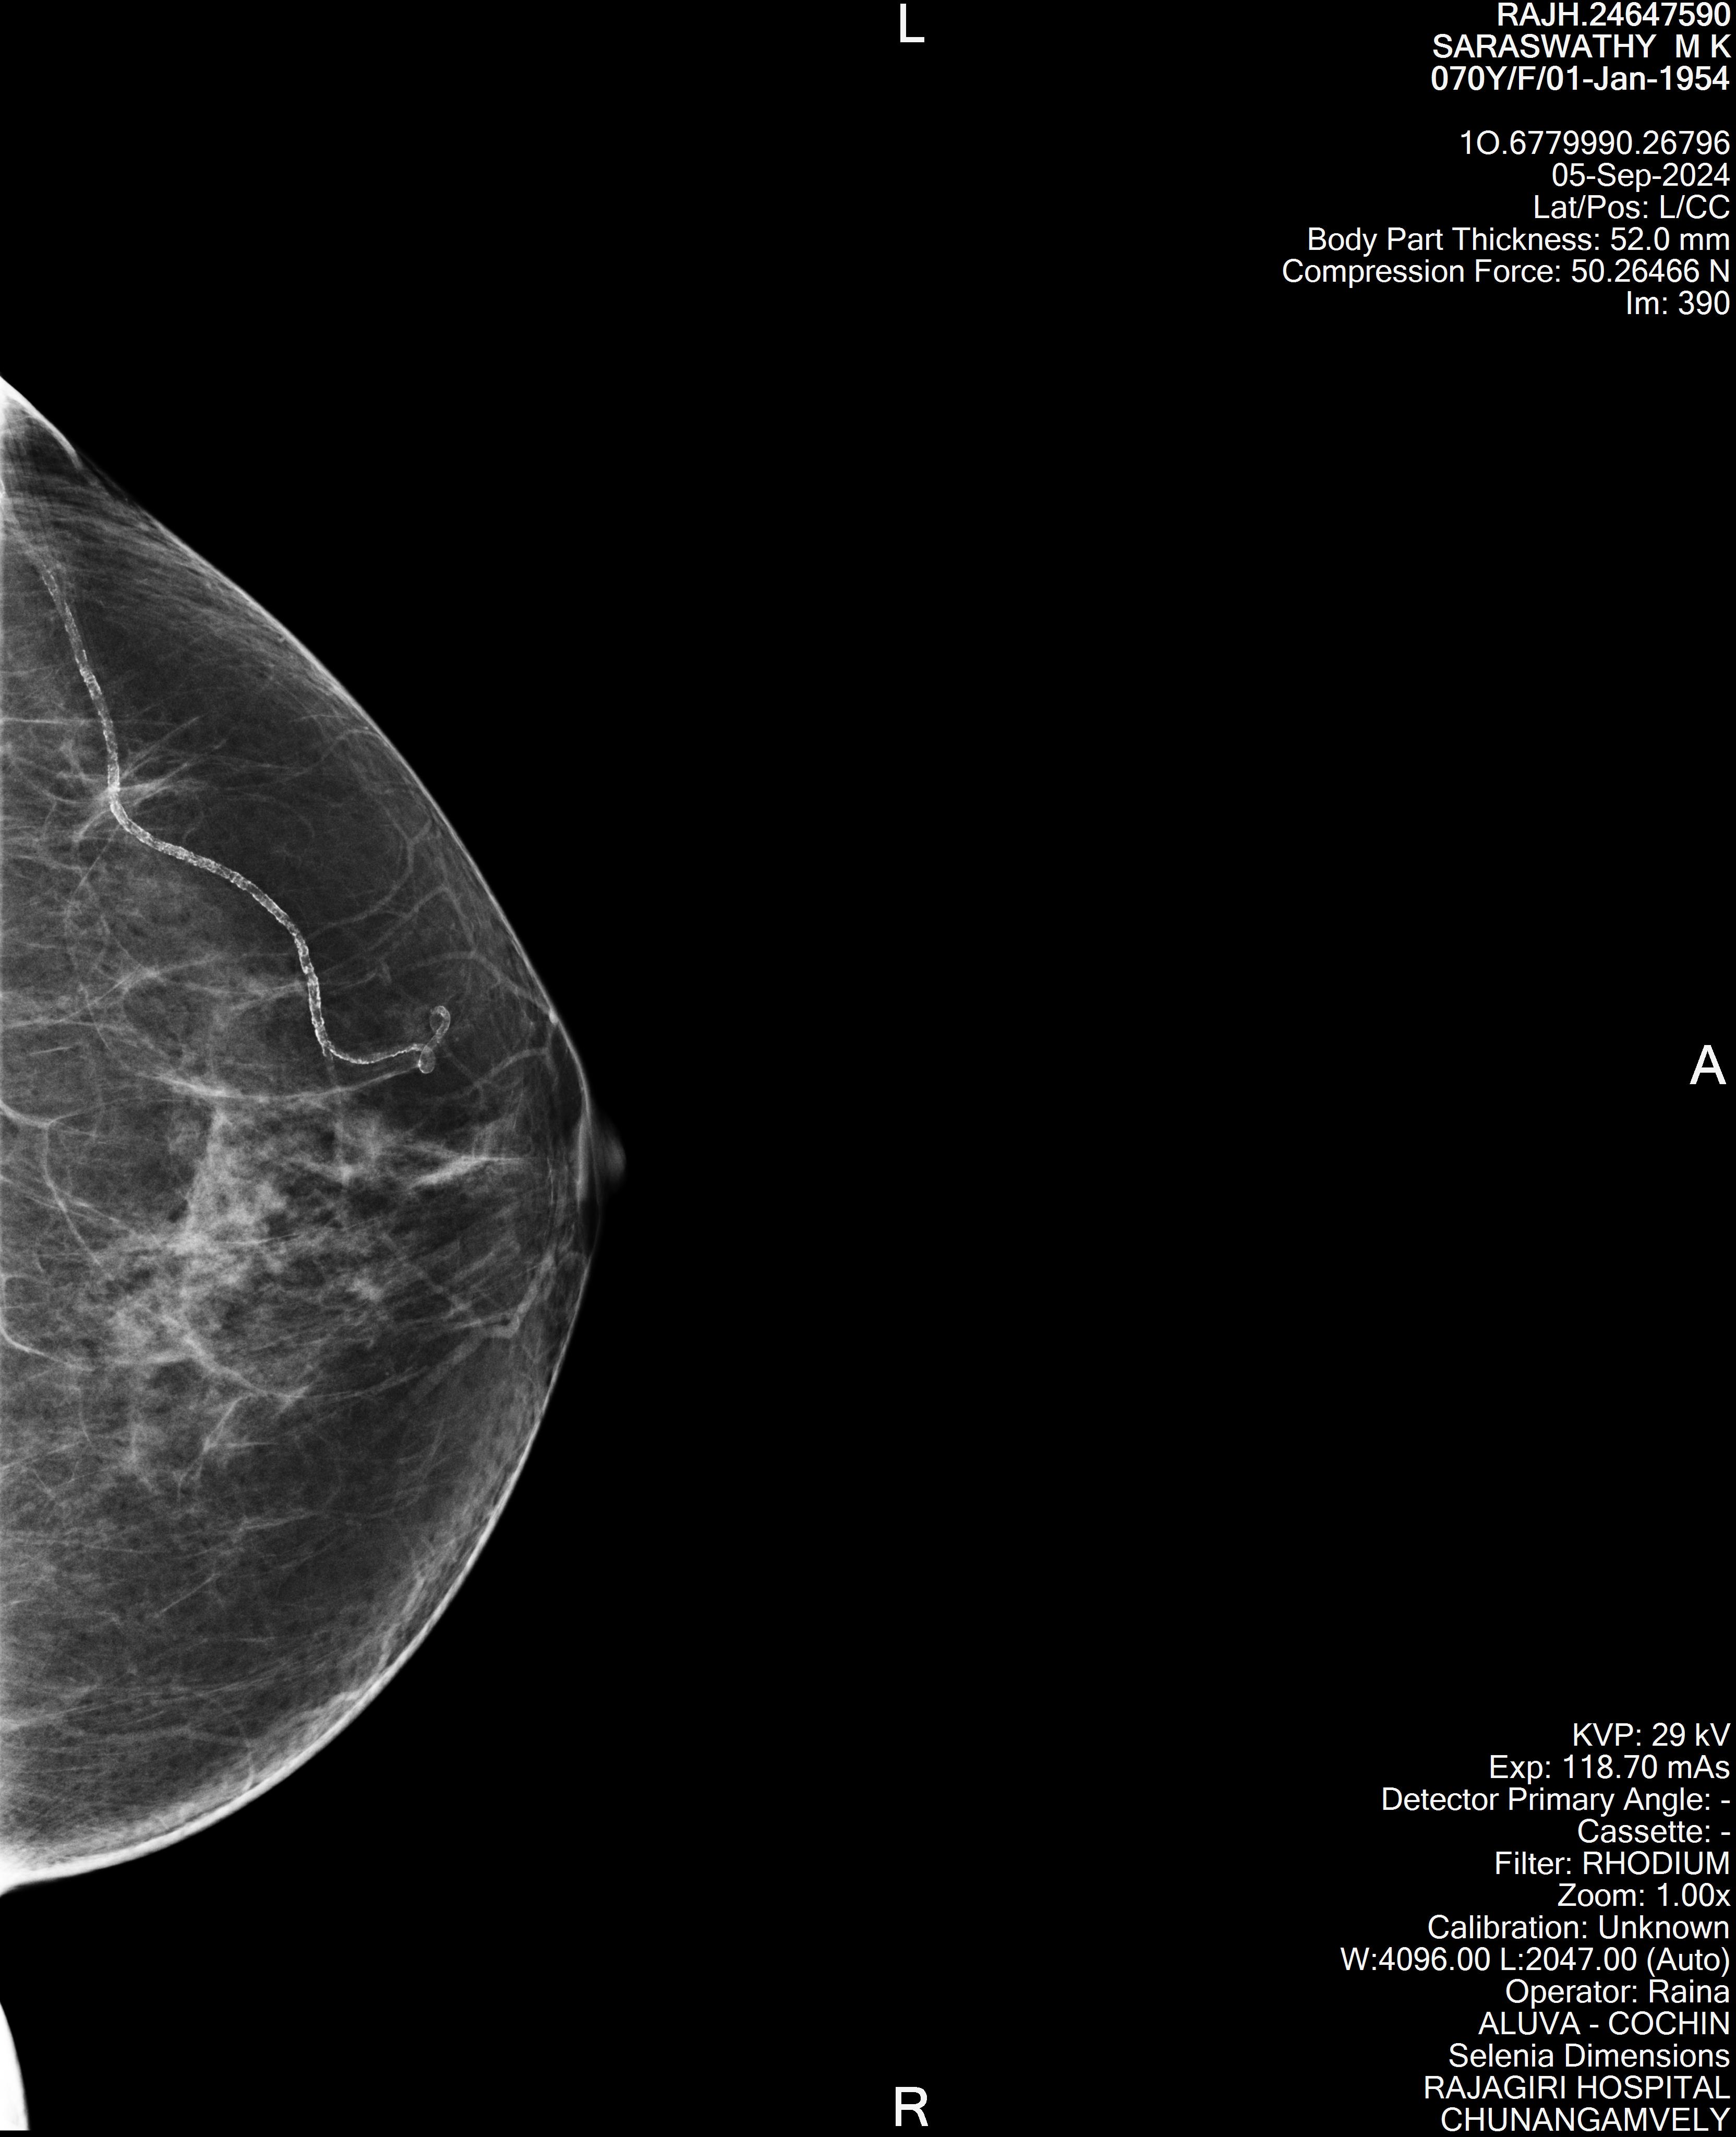 L
RAJH.24647590
SARASWATHY M K
070Y/F/01-Jan-1954
1O.6779990.26796
05-Sep-2024
Lat/Pos: L/CC
Body Part Thickness: 52.0 mm
Compression Force: 50.26466 N
Im: 390
A
KVP: 29 kV
Exp: 118.70 mAs
Detector Primary Angle: -
Cassette: -
Filter: RHODIUM
Zoom: 1.00x
Calibration: Unknown
W:4096.00 L:2047.00 (Auto)
Operator: Raina
ALUVA - COCHIN
Selenia Dimensions
RAJAGIRI HOSPITAL
R
CHUNANGAMVELY